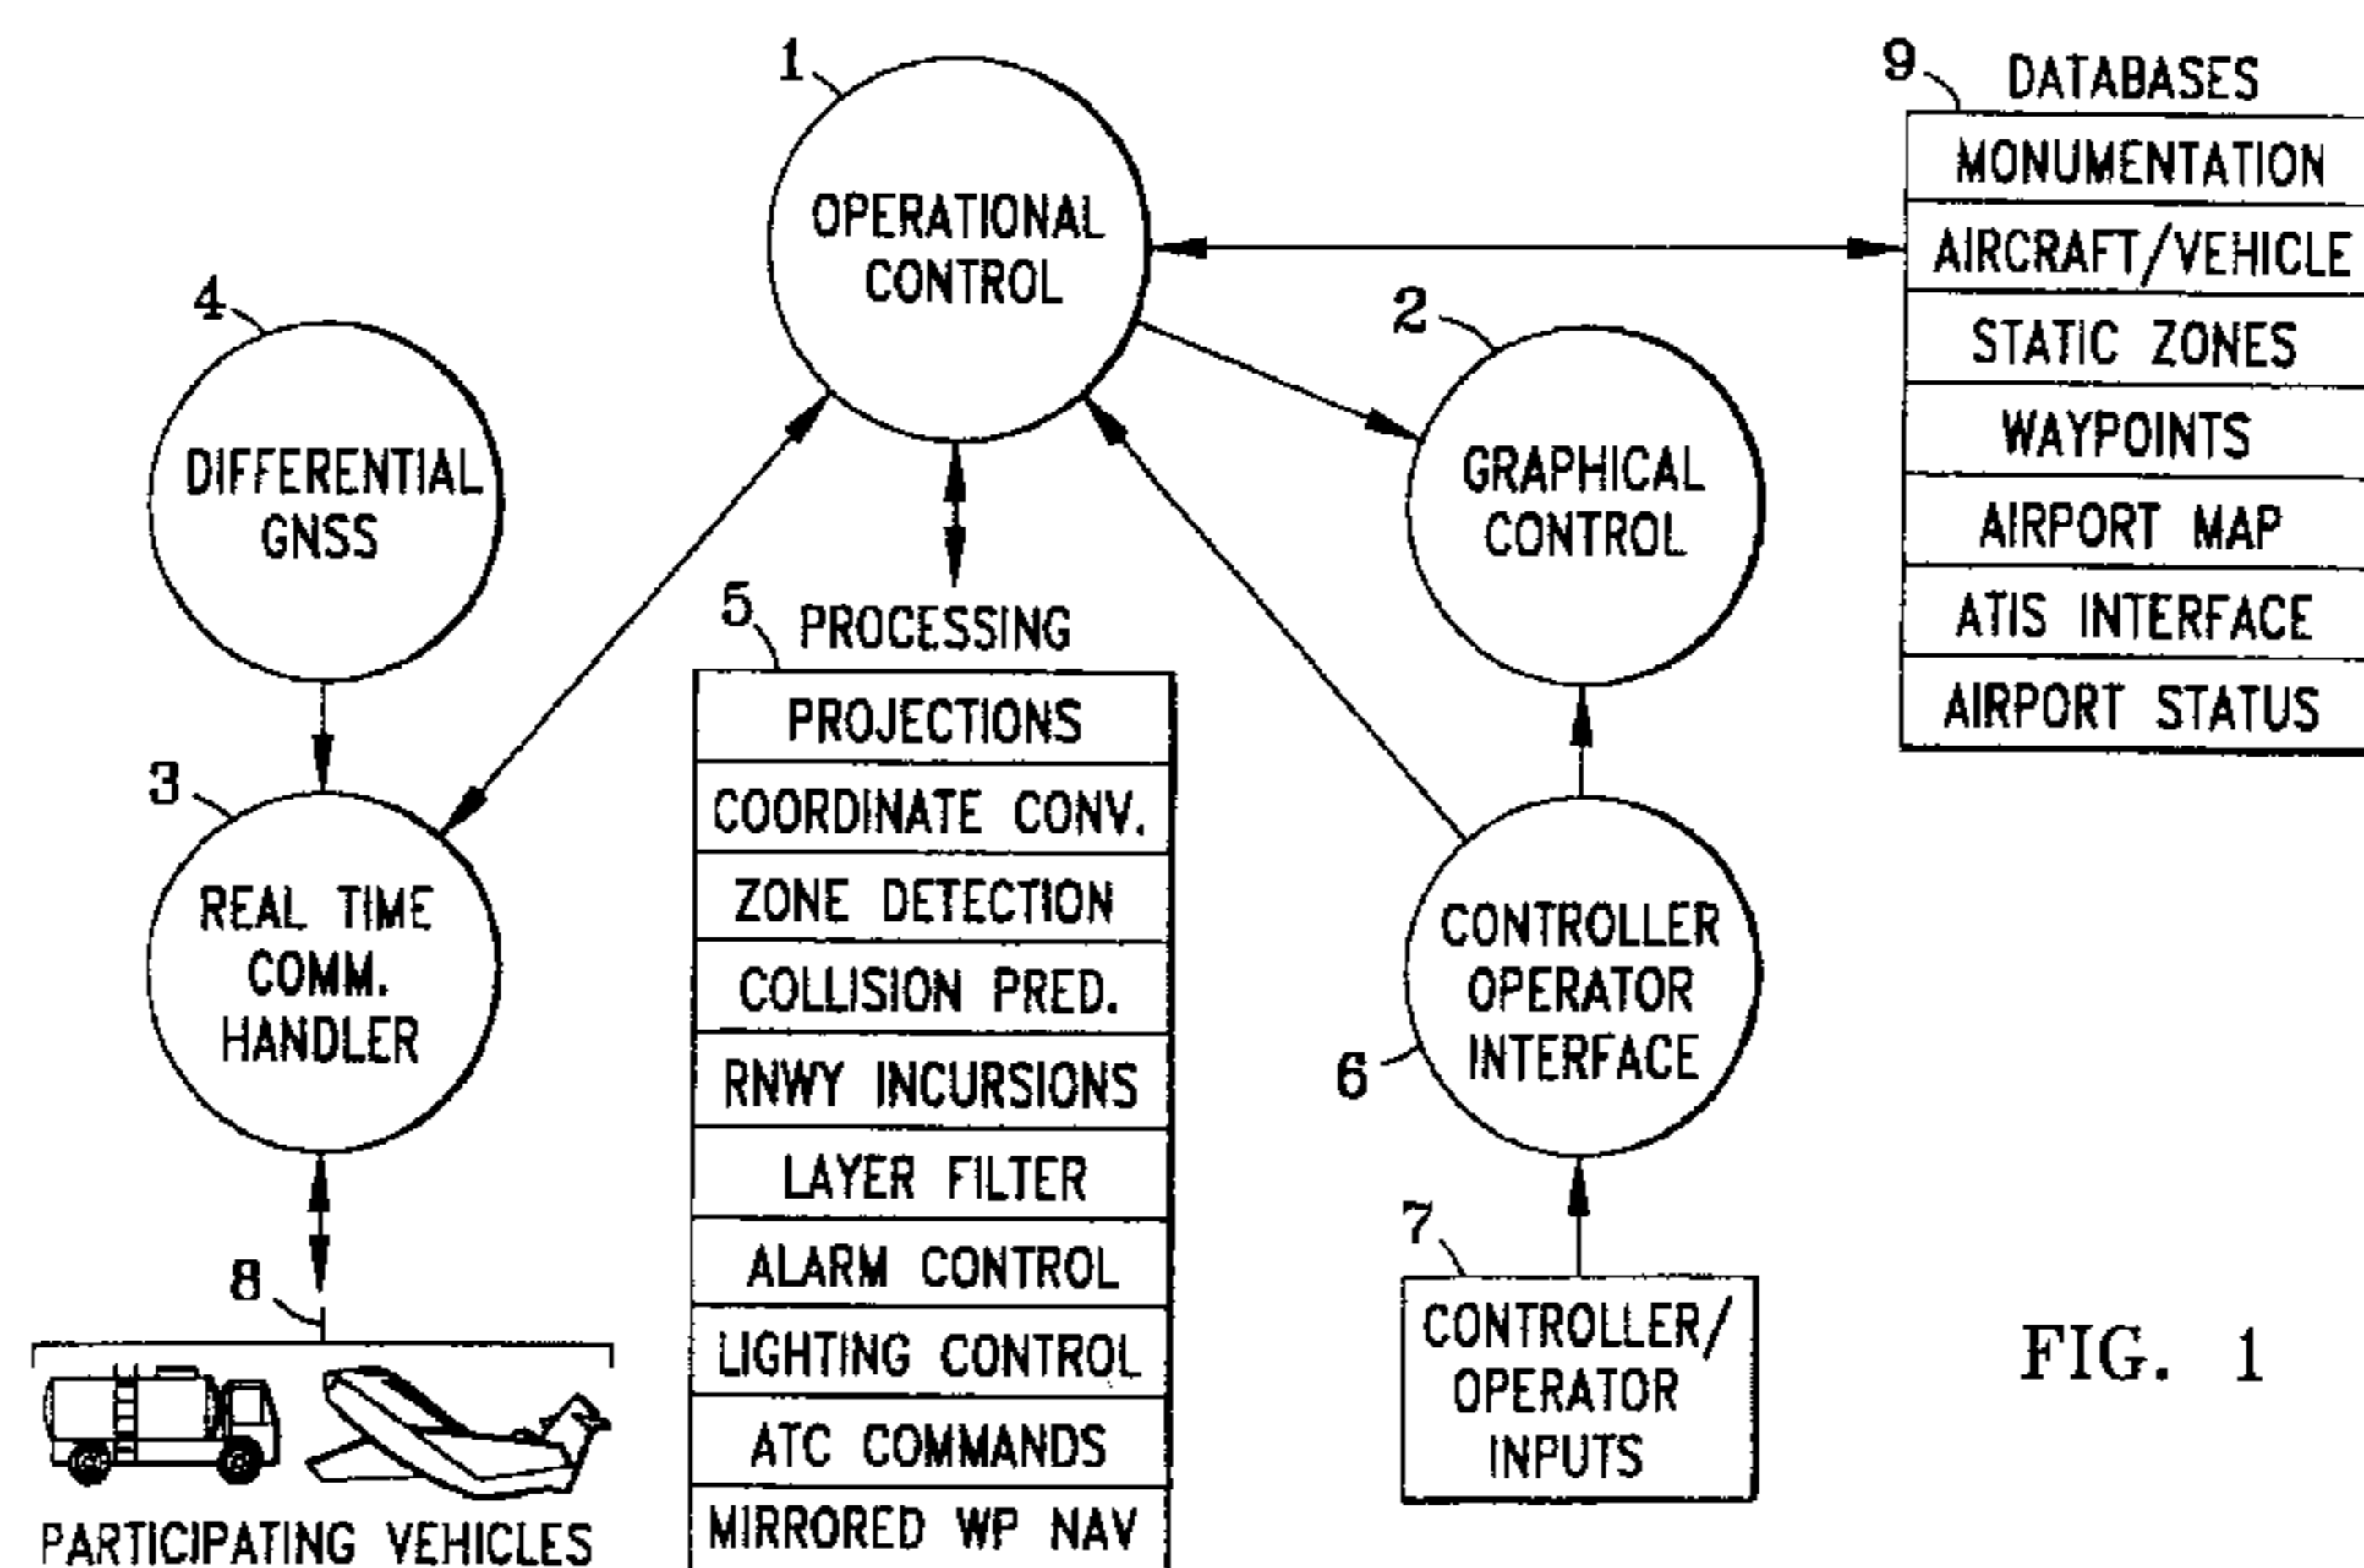 1
OPERATIONAL
CONTROL
9
DATABASES
MONUMENTATION
AIRCRAFT/VEHICLE
STATIC ZONES
WAYPOINTS
AIRPORT MAP
ATIS INTERFACE
AIRPORT STATUS
4
DIFFERENTIAL
GNSS
2
GRAPHICAL
CONTROL
5
PROCESSING
PROJECTIONS
COORDINATE CONV.
ZONE DETECTION
COLLISION PRED.
RNWY INCURSIONS
LAYER FILTER
ALARM CONTROL
LIGHTING CONTROL
ATC COMMANDS
MIRRORED WP NAV
3
REAL TIME
COMM.
HANDLER
6
CONTROLLER
OPERATOR
INTERFACE
7
CONTROLLER/
OPERATOR
INPUTS
8
PARTICIPATING VEHICLES
FIG. 1